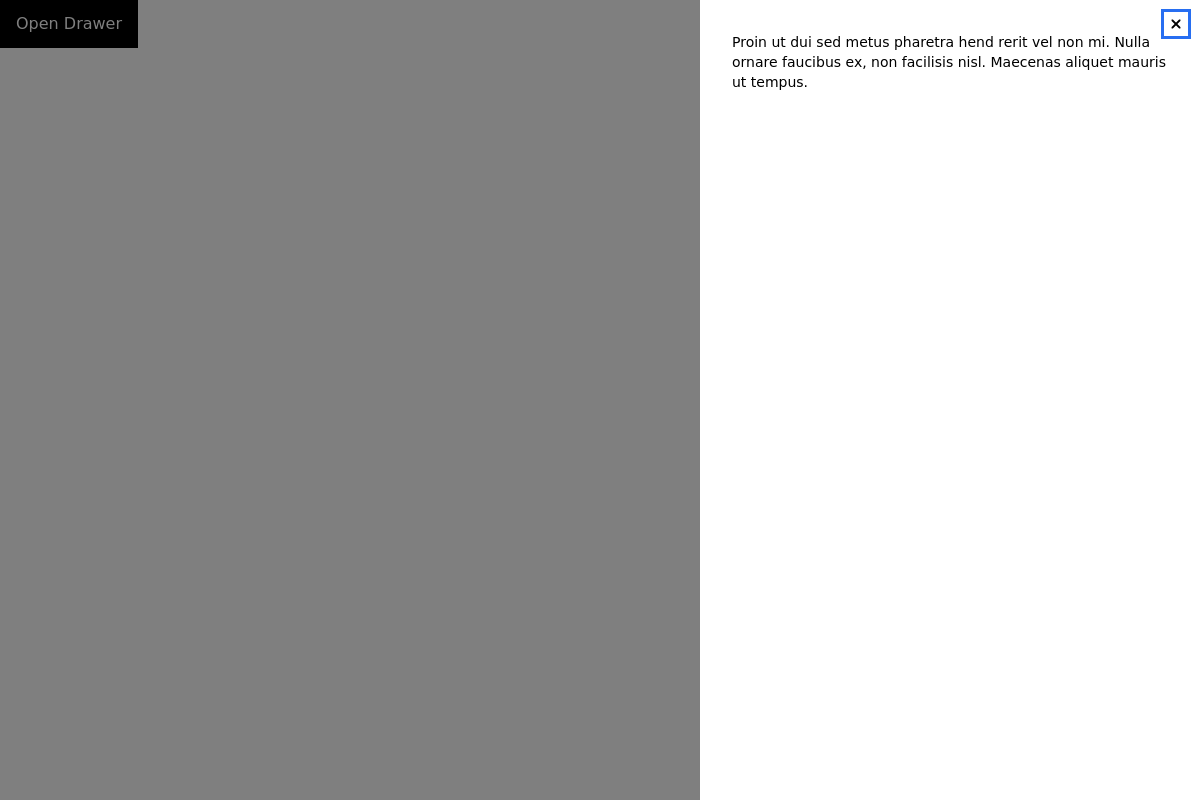 Open Drawer
Proin ut dui sed metus pharetra hend rerit vel non mi. Nulla
ornare faucibus ex, non facilisis nisl. Maecenas aliquet mauris
ut tempus.